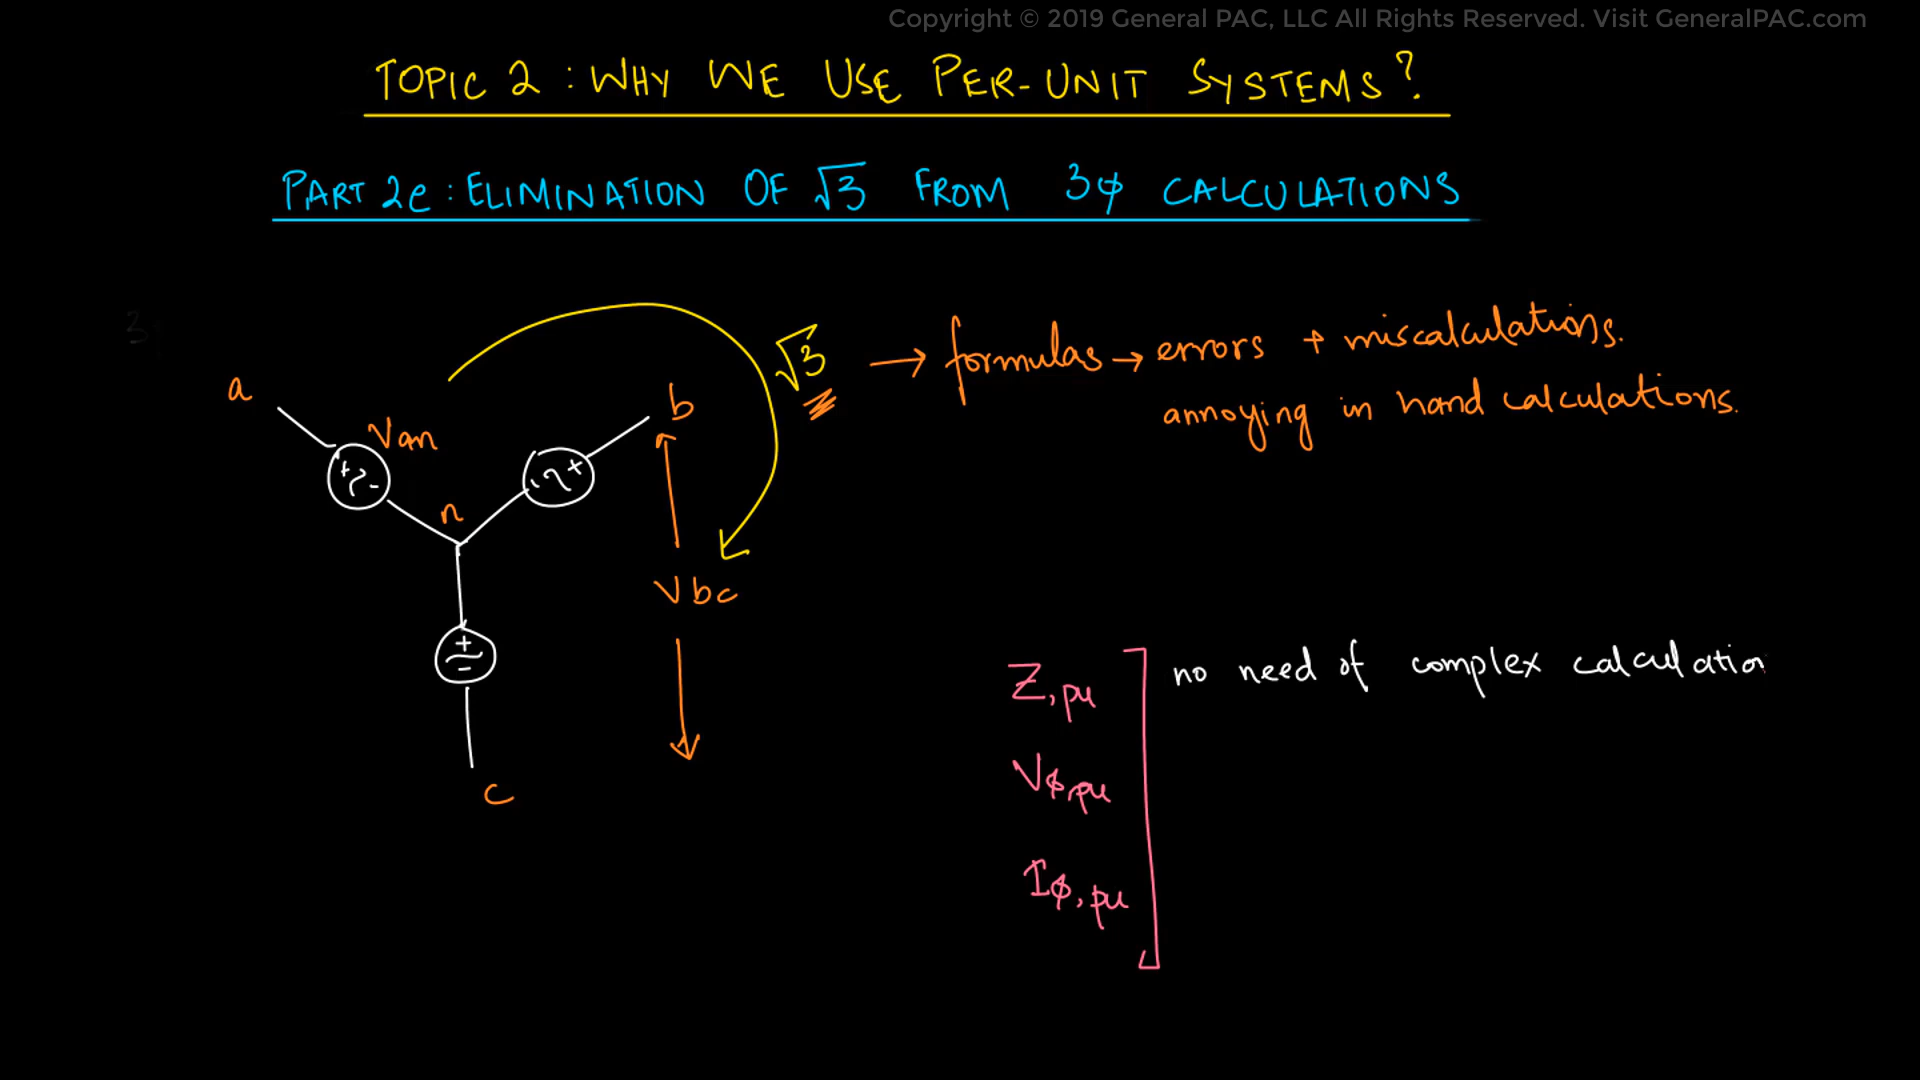 Copyright © 2019 General PAC, LLC All Rights Reserved. Visit GeneralPAC.com
TOPIC 2 : WHY WE USE PER-UNIT SYSTEMS?
PART 2e : ELIMINATION OF √3 FROM 3φ CALCULATIONS
√3 → formulas → errors + miscalculations.
annoying in hand calculations.
a
b
Van
+ ~ -
- ~ +
n
Vbc
+ ~ -
c
Z,pu
no need of complex calculation
Vφ,pu
Iφ,pu